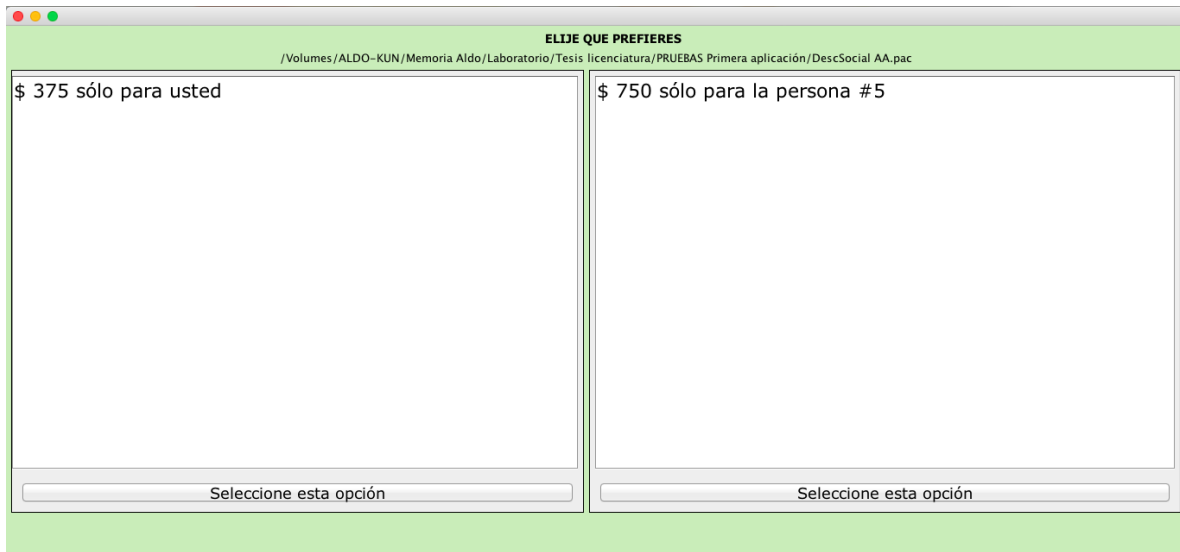 ELIJE QUE PREFIERES
/Volumes/ALDO-KUN/Memoria Aldo/Laboratorio/Tesis licenciatura/PRUEBAS Primera aplicación/DescSocial AA.pac
$ 375 sólo para usted
Seleccione esta opción
$ 750 sólo para la persona #5
Seleccione esta opción